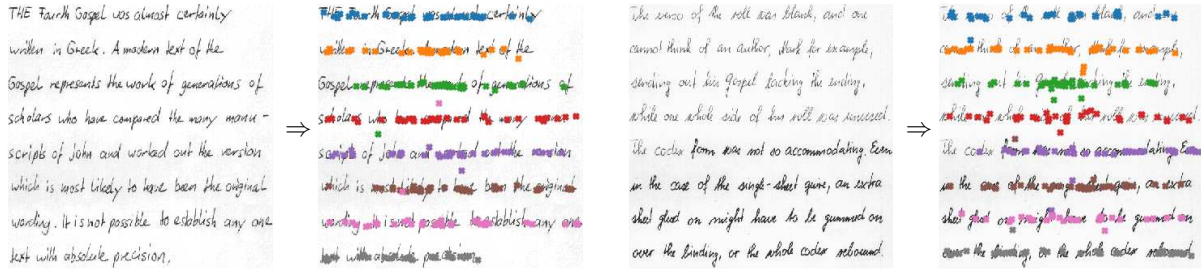 THE Fourth Gospel was almost certainly
written in Greek. A modern text of the
Gospel represents the work of generations of
scholars who have compared the many manu-
scripts of John and worked out the version
which is most likely to have been the original
wording. It is not possible to establish any one
text with absolute precision.
⇒
The verso of the roll was blank, and one
cannot think of an author, Mark for example,
sending out his Gospel lacking the ending,
while one whole side of his roll was unused.
The codex form was not so accommodating. Even
in the case of the single-sheet quire, an extra
sheet glued on might have to be gummed on
over the binding, or the whole codex rebound.
⇒